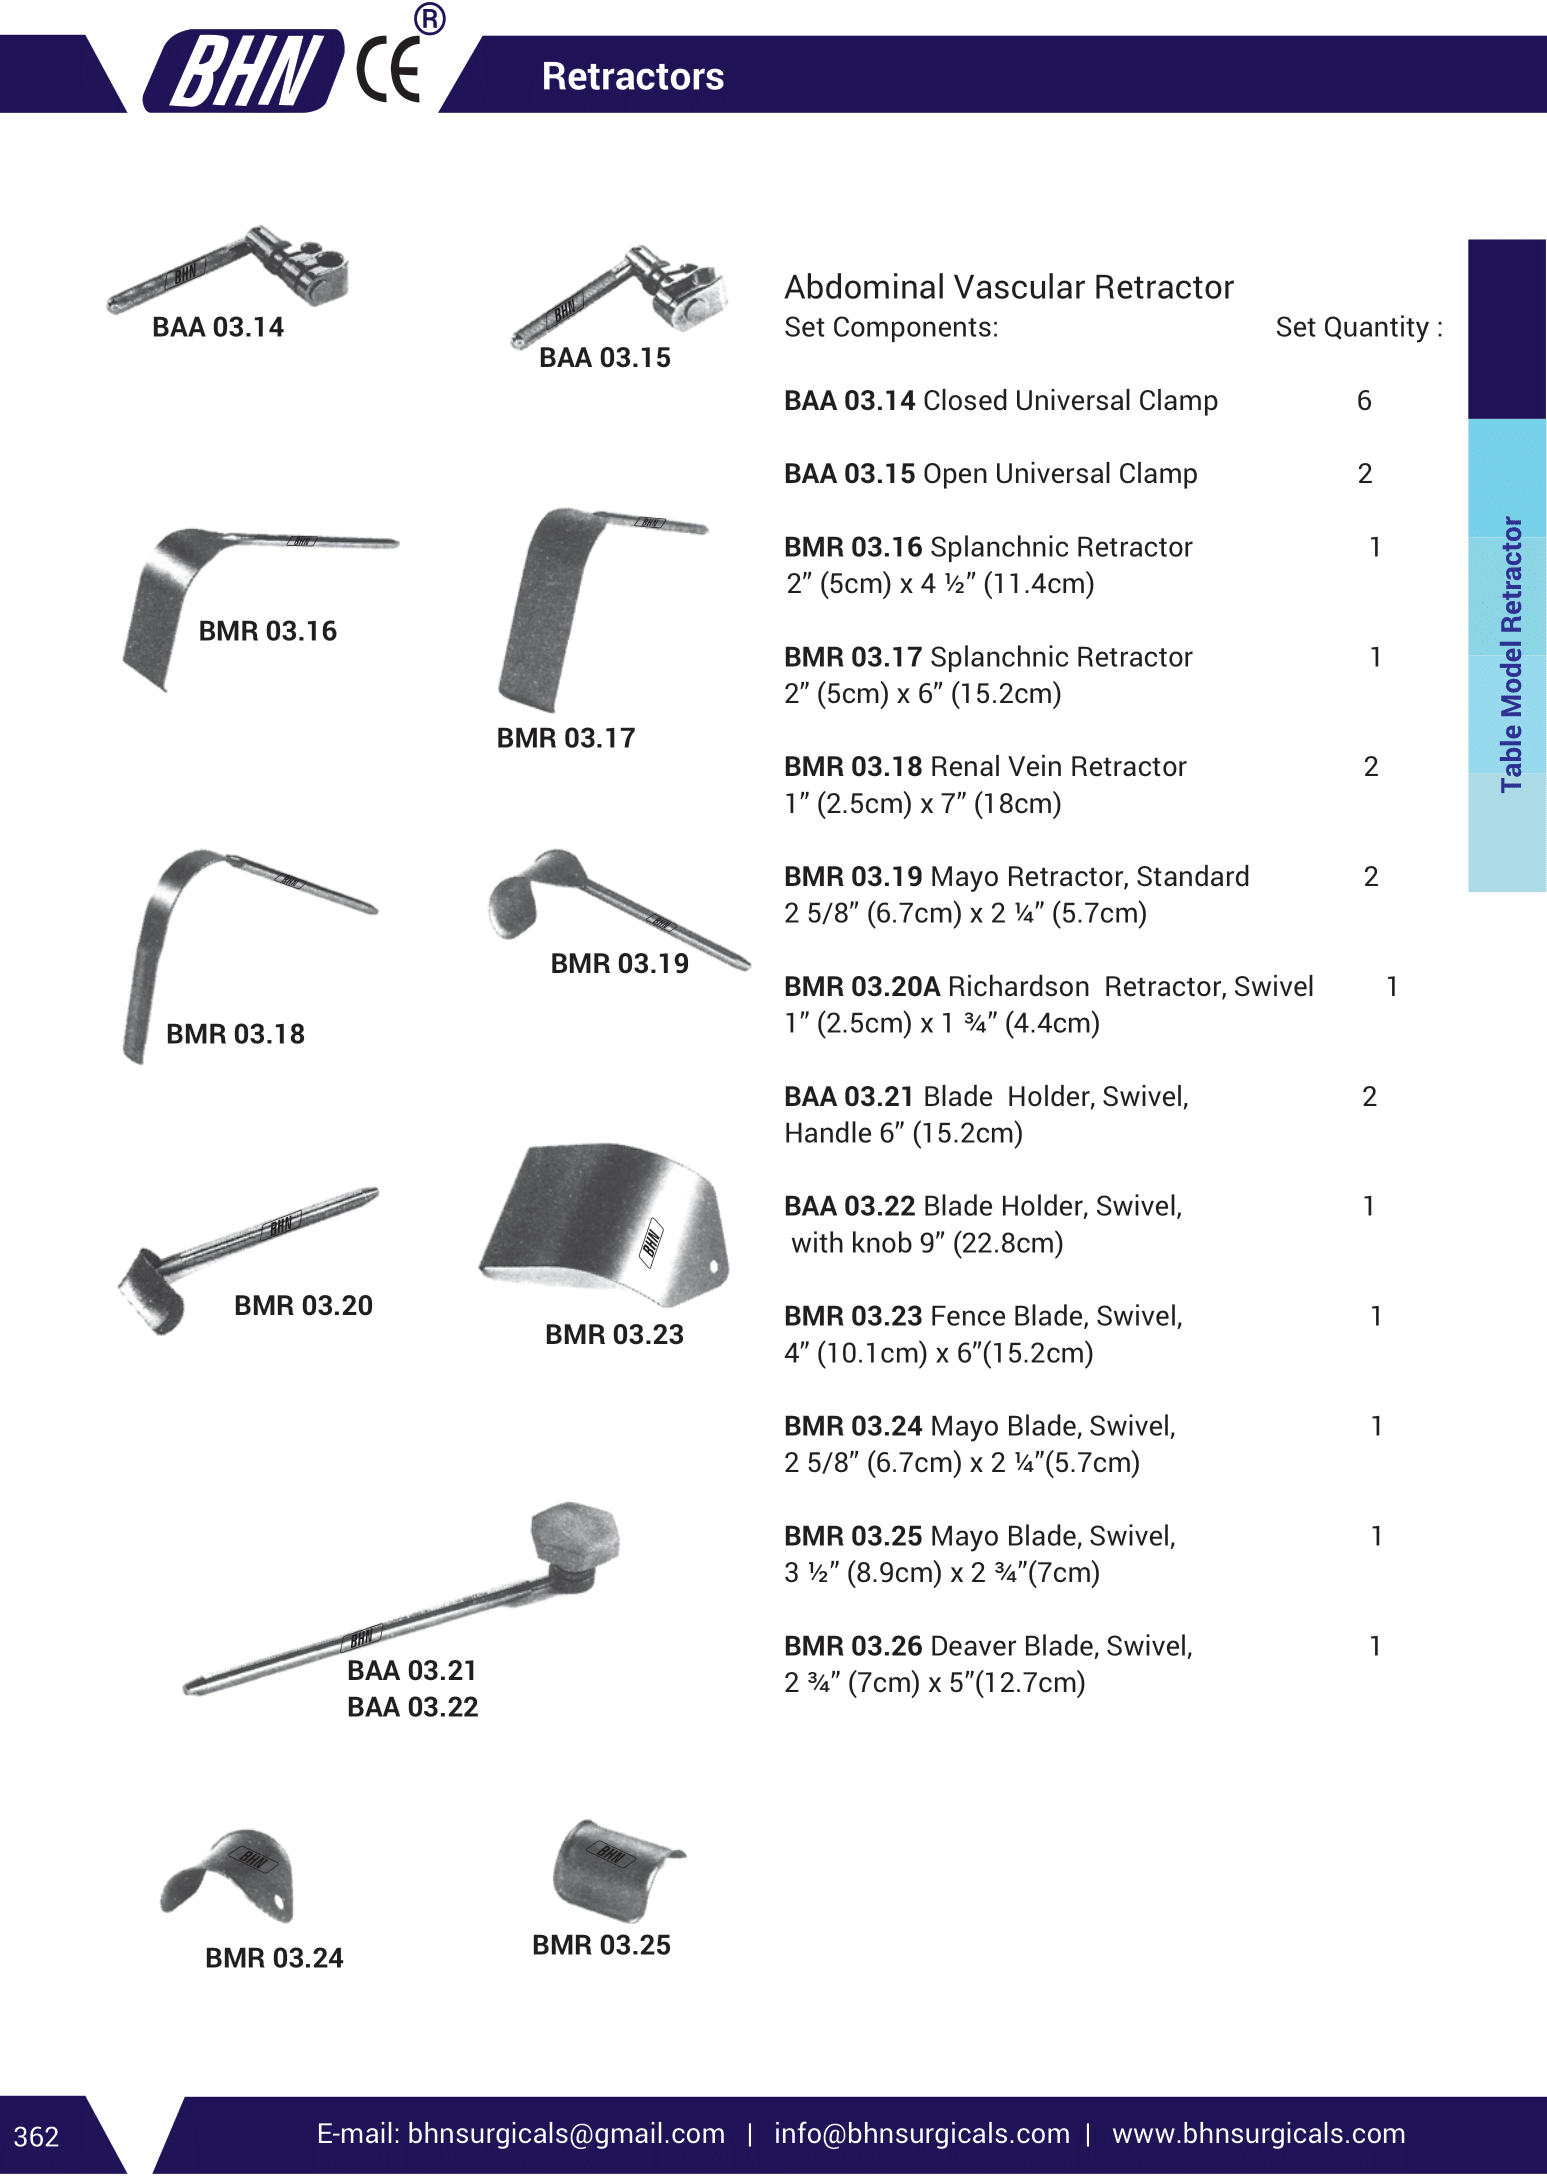 BHN CE ®
Retractors
BHN
BAA 03.14
BHN
BAA 03.15
Abdominal Vascular Retractor
Set Components: Set Quantity :
BAA 03.14 Closed Universal Clamp 6
BAA 03.15 Open Universal Clamp 2
BMR 03.16 Splanchnic Retractor 1
2” (5cm) x 4 ½” (11.4cm)
BMR 03.17 Splanchnic Retractor 1
2” (5cm) x 6” (15.2cm)
BMR 03.18 Renal Vein Retractor 2
1” (2.5cm) x 7” (18cm)
BMR 03.19 Mayo Retractor, Standard 2
2 5/8” (6.7cm) x 2 ¼” (5.7cm)
BMR 03.20A Richardson  Retractor, Swivel 1
1” (2.5cm) x 1 ¾” (4.4cm)
BAA 03.21 Blade  Holder, Swivel, 2
Handle 6” (15.2cm)
BAA 03.22 Blade Holder, Swivel, 1
with knob 9” (22.8cm)
BMR 03.23 Fence Blade, Swivel, 1
4” (10.1cm) x 6”(15.2cm)
BMR 03.24 Mayo Blade, Swivel, 1
2 5/8” (6.7cm) x 2 ¼”(5.7cm)
BMR 03.25 Mayo Blade, Swivel, 1
3 ½” (8.9cm) x 2 ¾”(7cm)
BMR 03.26 Deaver Blade, Swivel, 1
2 ¾” (7cm) x 5”(12.7cm)
BHN
BMR 03.16
BHN
BMR 03.17
BHN
BMR 03.18
BHN
BMR 03.19
BHN
BMR 03.20
BHN
BMR 03.23
BHN
BAA 03.21
BAA 03.22
BHN
BMR 03.24
BHN
BMR 03.25
Table Model Retractor
362
E-mail: bhnsurgicals@gmail.com | info@bhnsurgicals.com | www.bhnsurgicals.com